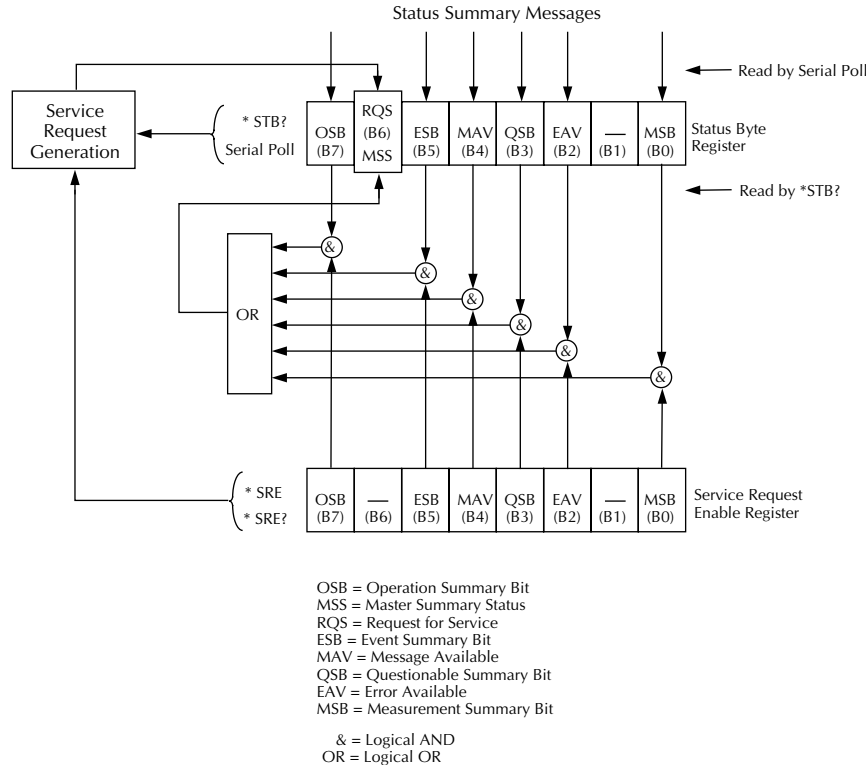 Status Summary Messages
Read by Serial Poll
Service
Request
Generation
* STB?
Serial Poll
OSB
(B7)
RQS
(B6)
MSS
ESB
(B5)
MAV
(B4)
QSB
(B3)
EAV
(B2)
—
(B1)
MSB
(B0)
Status Byte
Register
Read by *STB?
OR
&
&
&
&
&
&
* SRE
* SRE?
OSB
(B7)
—
(B6)
ESB
(B5)
MAV
(B4)
QSB
(B3)
EAV
(B2)
—
(B1)
MSB
(B0)
Service Request
Enable Register
OSB = Operation Summary Bit
MSS = Master Summary Status
RQS = Request for Service
ESB = Event Summary Bit
MAV = Message Available
QSB = Questionable Summary Bit
EAV = Error Available
MSB = Measurement Summary Bit
& = Logical AND
OR = Logical OR